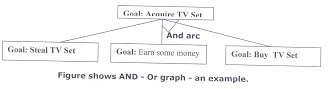 Goal: Acquire TV Set
And arc
Goal: Steal TV Set
Goal: Earn some money
Goal: Buy TV Set
Figure shows AND - Or graph - an example.